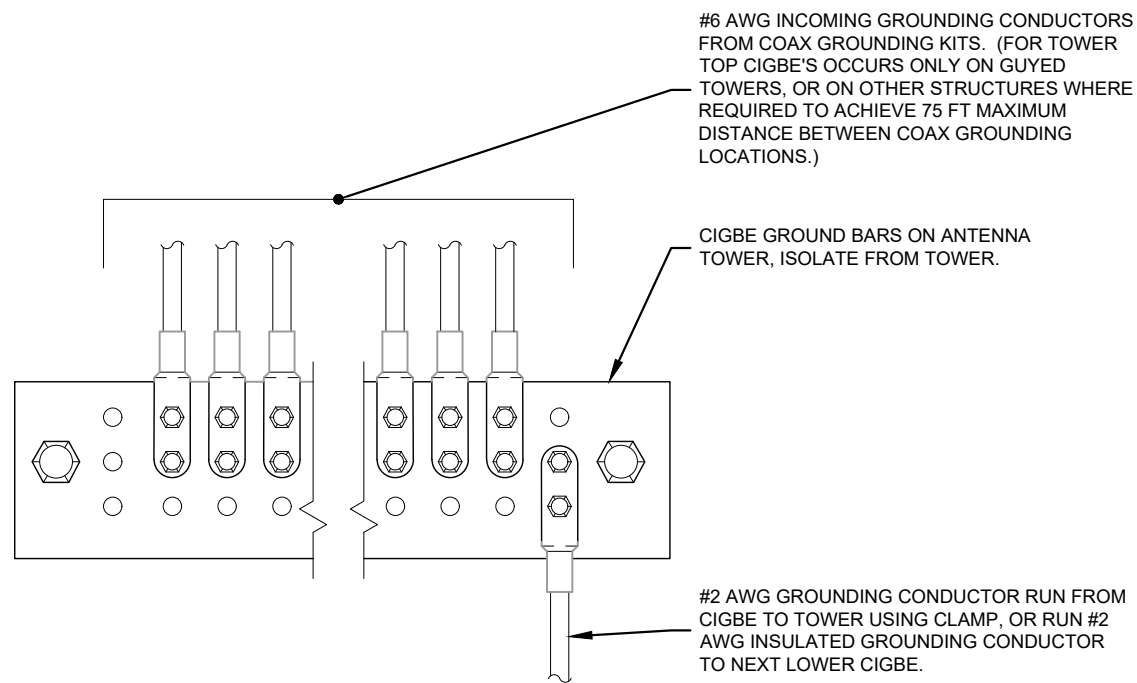 #6 AWG INCOMING GROUNDING CONDUCTORS
FROM COAX GROUNDING KITS.  (FOR TOWER
TOP CIGBE'S OCCURS ONLY ON GUYED
TOWERS, OR ON OTHER STRUCTURES WHERE
REQUIRED TO ACHIEVE 75 FT MAXIMUM
DISTANCE BETWEEN COAX GROUNDING
LOCATIONS.)
CIGBE GROUND BARS ON ANTENNA
TOWER, ISOLATE FROM TOWER.
#2 AWG GROUNDING CONDUCTOR RUN FROM
CIGBE TO TOWER USING CLAMP, OR RUN #2
AWG INSULATED GROUNDING CONDUCTOR
TO NEXT LOWER CIGBE.